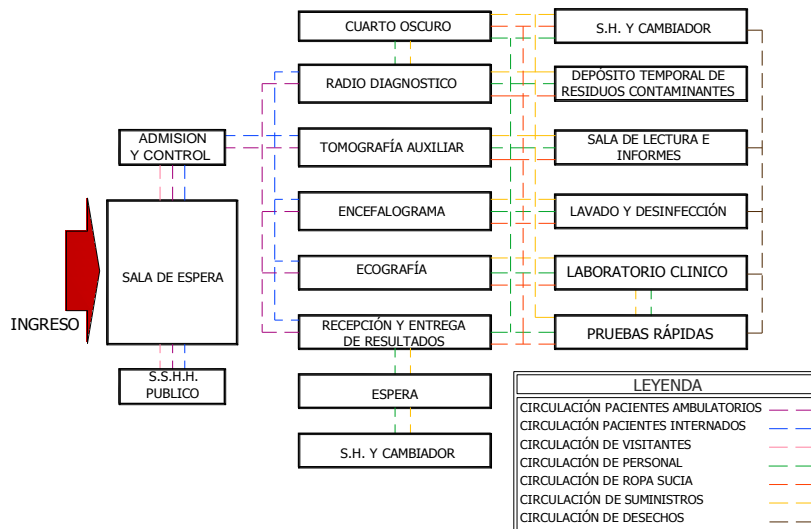 CUARTO OSCURO
S.H. Y CAMBIADOR
RADIO DIAGNOSTICO
DEPÓSITO TEMPORAL DE
RESIDUOS CONTAMINANTES
ADMISION
Y CONTROL
TOMOGRAFÍA AUXILIAR
SALA DE LECTURA E
INFORMES
ENCEFALOGRAMA
LAVADO Y DESINFECCIÓN
SALA DE ESPERA
ECOGRAFÍA
LABORATORIO CLINICO
INGRESO
RECEPCIÓN Y ENTREGA
DE RESULTADOS
PRUEBAS RÁPIDAS
S.S.H.H.
PUBLICO
ESPERA
S.H. Y CAMBIADOR
LEYENDA
CIRCULACIÓN PACIENTES AMBULATORIOS
CIRCULACIÓN PACIENTES INTERNADOS
CIRCULACIÓN DE VISITANTES
CIRCULACIÓN DE PERSONAL
CIRCULACIÓN DE ROPA SUCIA
CIRCULACIÓN DE SUMINISTROS
CIRCULACIÓN DE DESECHOS